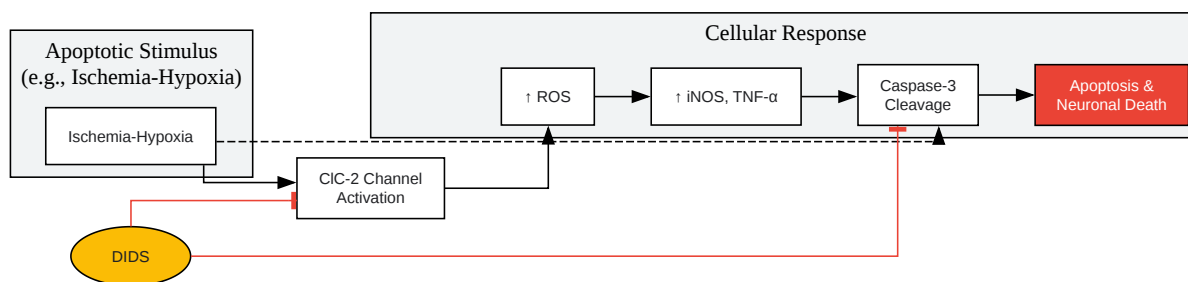 Apoptotic Stimulus
(e.g., Ischemia-Hypoxia)
Ischemia-Hypoxia
Cellular Response
↑ ROS
↑ iNOS, TNF-α
Caspase-3
Cleavage
Apoptosis &
Neuronal Death
ClC-2 Channel
Activation
DIDS